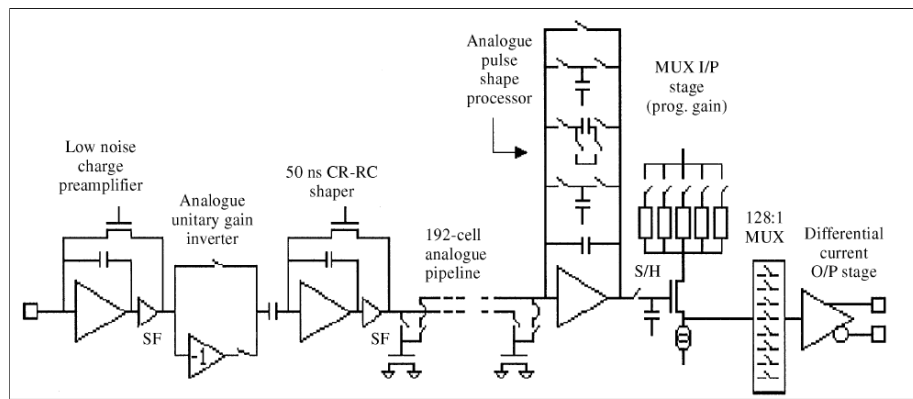 Analogue
pulse
shape
processor
MUX I/P
stage
(prog. gain)
Low noise
charge
preamplifier
Analogue
unitary gain
inverter
50 ns CR-RC
shaper
192-cell
analogue
pipeline
128:1
MUX
Differential
current
O/P stage
S/H
SF
-1
SF